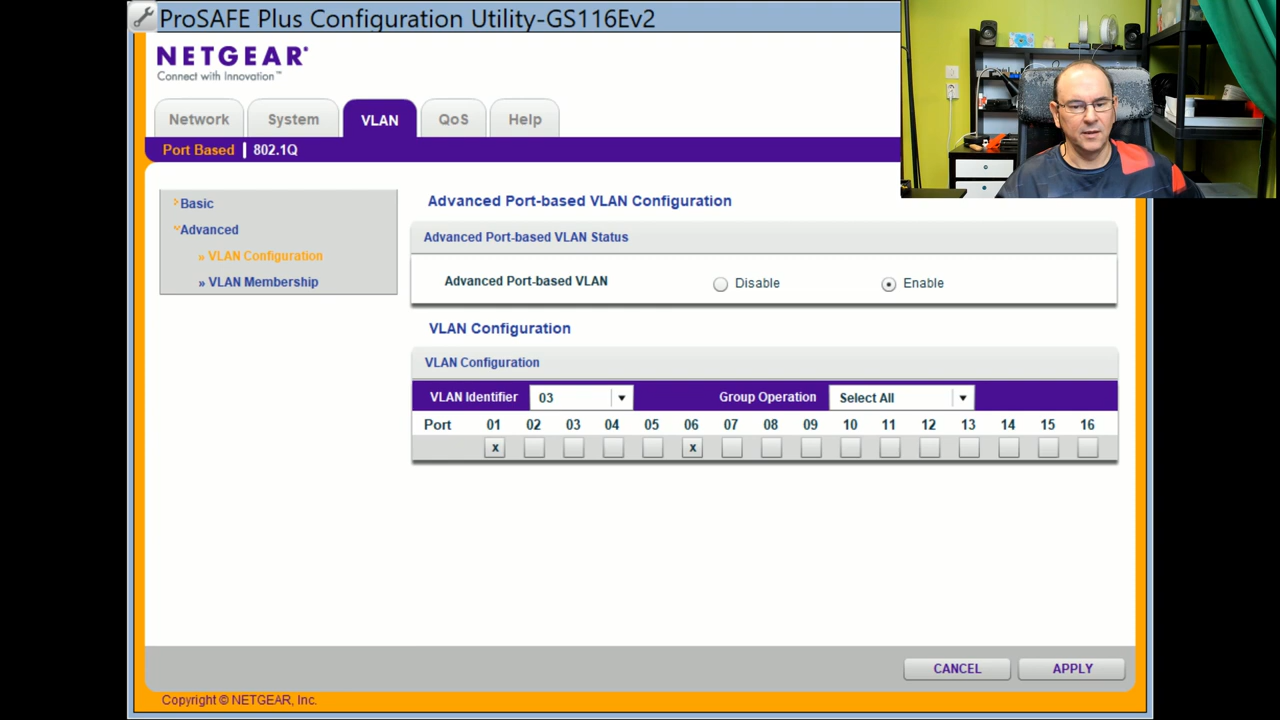 ProSAFE Plus Configuration Utility-GS116Ev2
NETGEAR®
Connect with Innovation™
Network System VLAN QoS Help
Port Based | 802.1Q
Basic
Advanced
» VLAN Configuration
» VLAN Membership
Advanced Port-based VLAN Configuration
Advanced Port-based VLAN Status
Advanced Port-based VLAN Disable Enable
VLAN Configuration
VLAN Configuration
VLAN Identifier 03 Group Operation Select All
Port 01 02 03 04 05 06 07 08 09 10 11 12 13 14 15 16
x x
CANCEL APPLY
Copyright © NETGEAR, Inc.